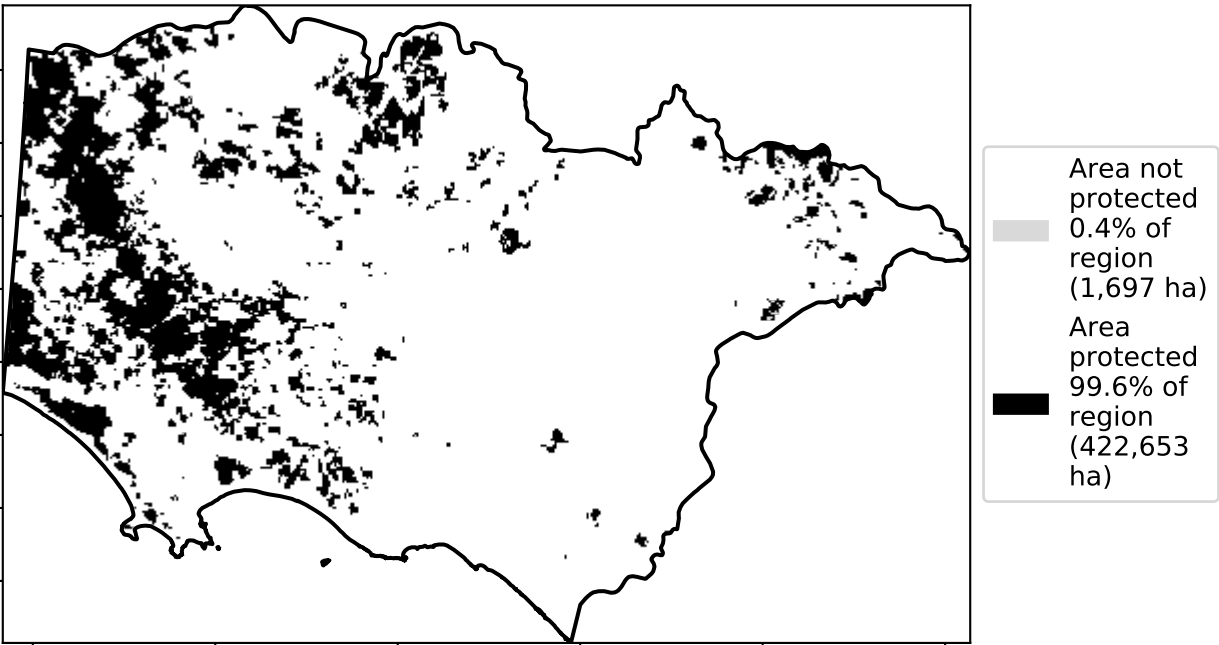 Area not
protected
0.4% of
region
(1,697 ha)
Area
protected
99.6% of
region
(422,653
ha)